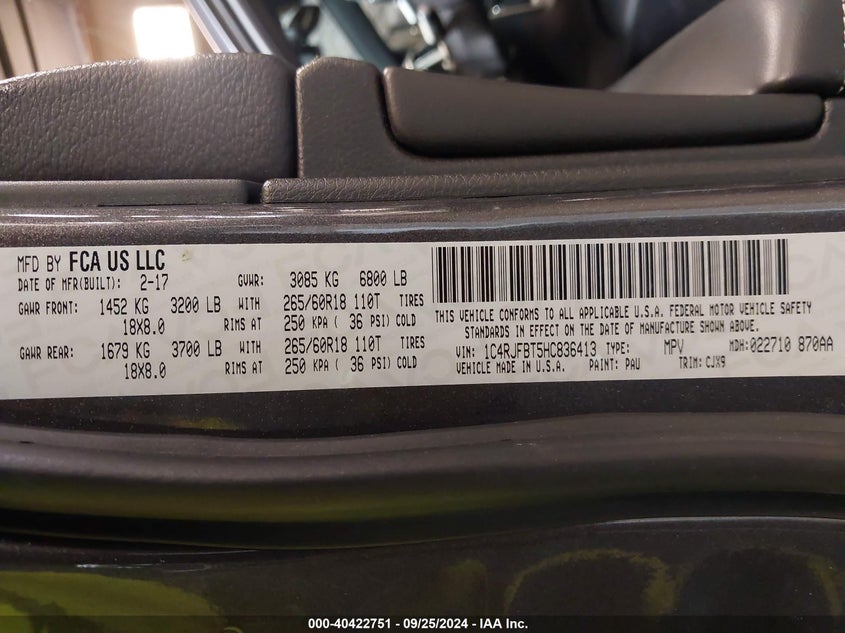 MFD BY FCA US LLC
DATE OF MFR(BUILT): 2-17 GVWR: 3085 KG 6800 LB
GAWR FRONT: 1452 KG 3200 LB WITH 265/60R18 110T TIRES
18X8.0 RIMS AT 250 KPA ( 36 PSI) COLD
GAWR REAR: 1679 KG 3700 LB WITH 265/60R18 110T TIRES
18X8.0 RIMS AT 250 KPA ( 36 PSI) COLD
THIS VEHICLE CONFORMS TO ALL APPLICABLE U.S.A. FEDERAL MOTOR VEHICLE SAFETY
STANDARDS IN EFFECT ON THE DATE OF MANUFACTURE SHOWN ABOVE.
VIN: 1C4RJFBT5HC836413 TYPE: MPV MDH: 022710 870AA
VEHICLE MADE IN U.S.A. PAINT: PAU TRIM: CJX9
000-40422751 - 09/25/2024 - IAA Inc.